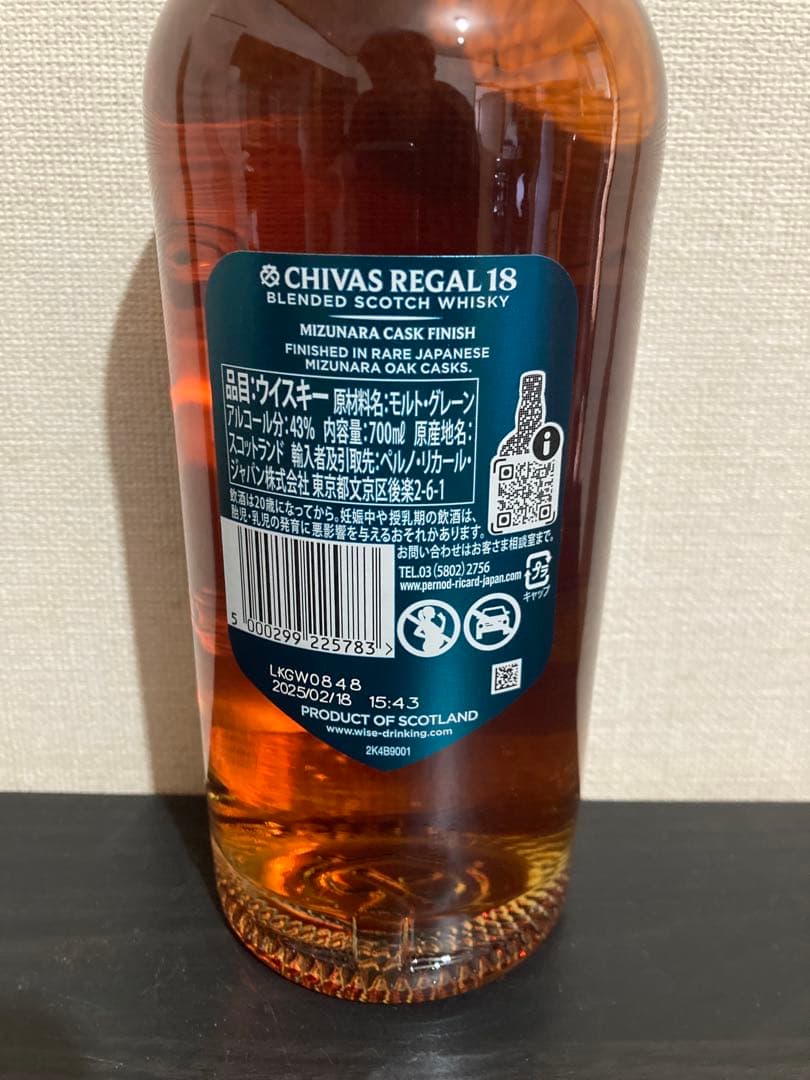 CHIVAS REGAL 18
BLENDED SCOTCH WHISKY
MIZUNARA CASK FINISH
FINISHED IN RARE JAPANESE
MIZUNARA OAK CASKS.
品目:ウイスキー 原材料名:モルト・グレーン
アルコール分:43% 内容量:700㎖ 原産地名:
スコットランド 輸入者及引取先:ペルノ・リカール・
ジャパン株式会社 東京都文京区後楽2-6-1
飲酒は20歳になってから。妊娠中や授乳期の飲酒は、
胎児・乳児の発育に悪影響を与えるおそれがあります。
お問い合わせはお客さま相談室まで。
TEL.03 (5802) 2756
www.pernod-ricard-japan.com
プラ
キャップ
5 000299 225783 >
LKGW0848
2025/02/18 15:43
PRODUCT OF SCOTLAND
www.wise-drinking.com
2K4B9001